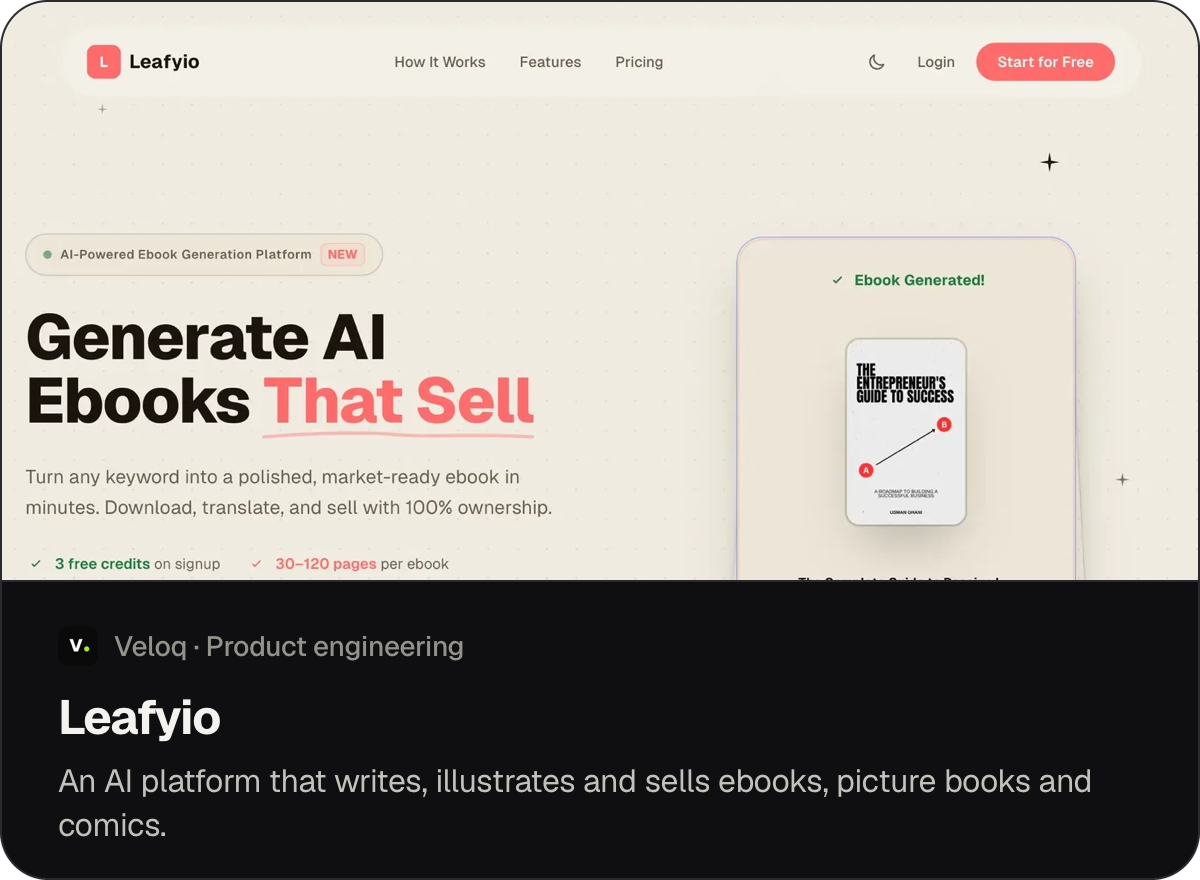 L Leafyio How It Works Features Pricing Login Start for Free
AI-Powered Ebook Generation Platform NEW
Generate AI
Ebooks That Sell
Turn any keyword into a polished, market-ready ebook in
minutes. Download, translate, and sell with 100% ownership.
3 free credits on signup 30–120 pages per ebook
Ebook Generated!
THE
ENTREPRENEUR'S
GUIDE TO SUCCESS
B
A
A ROADMAP TO BUILDING A
SUCCESSFUL BUSINESS
USMAN GHANI
v. Veloq · Product engineering
Leafyio
An AI platform that writes, illustrates and sells ebooks, picture books and
comics.